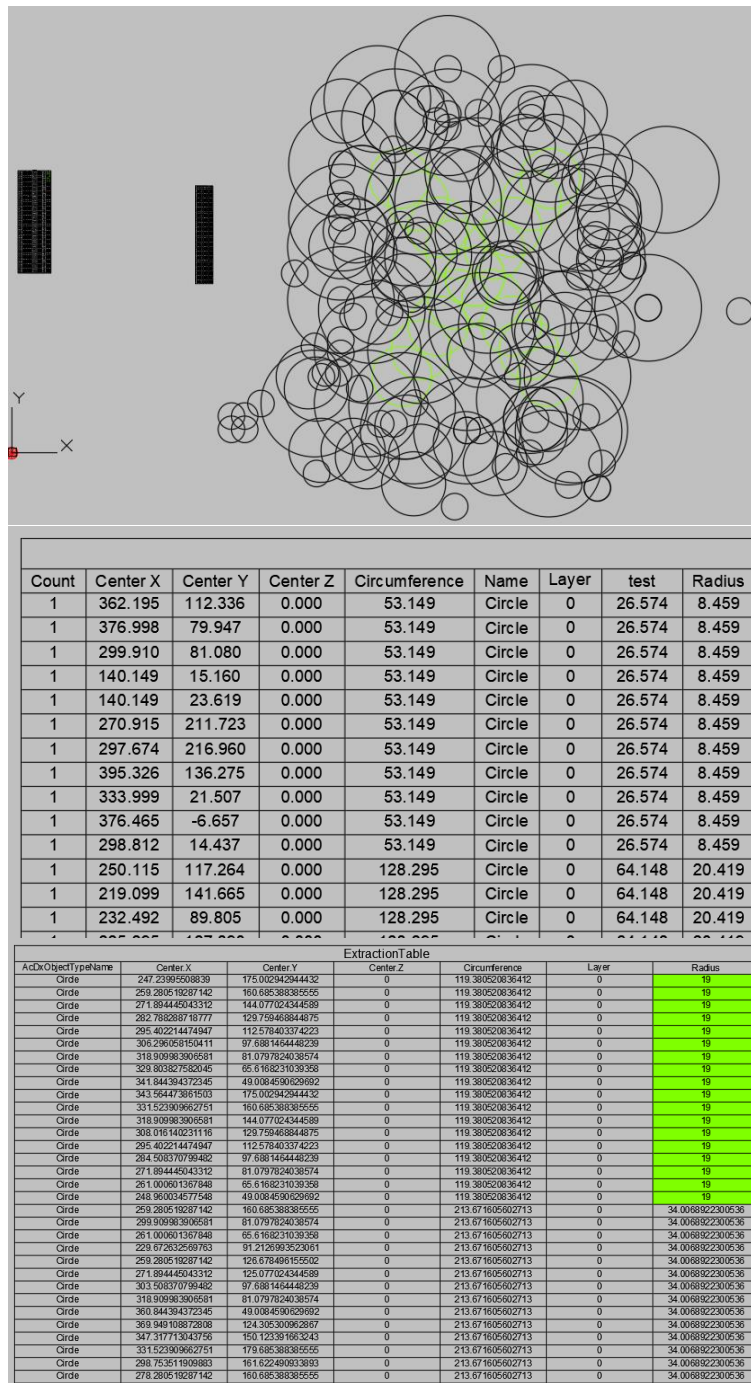 Y
X
Count Center X Center Y Center Z Circumference Name Layer test Radius
1 362.195 112.336 0.000 53.149 Circle 0 26.574 8.459
1 376.998 79.947 0.000 53.149 Circle 0 26.574 8.459
1 299.910 81.080 0.000 53.149 Circle 0 26.574 8.459
1 140.149 15.160 0.000 53.149 Circle 0 26.574 8.459
1 140.149 23.619 0.000 53.149 Circle 0 26.574 8.459
1 270.915 211.723 0.000 53.149 Circle 0 26.574 8.459
1 297.674 216.960 0.000 53.149 Circle 0 26.574 8.459
1 395.326 136.275 0.000 53.149 Circle 0 26.574 8.459
1 333.999 21.507 0.000 53.149 Circle 0 26.574 8.459
1 376.465 -6.657 0.000 53.149 Circle 0 26.574 8.459
1 298.812 14.437 0.000 53.149 Circle 0 26.574 8.459
1 250.115 117.264 0.000 128.295 Circle 0 64.148 20.419
1 219.099 141.665 0.000 128.295 Circle 0 64.148 20.419
1 232.492 89.805 0.000 128.295 Circle 0 64.148 20.419
ExtractionTable
AcDxObjectTypeName Center.X Center.Y Center.Z Circumference Layer Radius
Circle 247.23995508839 175.002942944432 0 119.380520836412 0 19
Circle 259.280519287142 160.685388385555 0 119.380520836412 0 19
Circle 271.894445043312 144.077024344589 0 119.380520836412 0 19
Circle 282.788288718777 129.759468844875 0 119.380520836412 0 19
Circle 295.402214474947 112.578403374223 0 119.380520836412 0 19
Circle 306.296058150411 97.6881464448239 0 119.380520836412 0 19
Circle 318.909983906581 81.0797824038574 0 119.380520836412 0 19
Circle 329.803827582045 65.6168231039358 0 119.380520836412 0 19
Circle 341.844394372345 49.0084590629692 0 119.380520836412 0 19
Circle 343.564473861503 175.002942944432 0 119.380520836412 0 19
Circle 331.523909662751 160.685388385555 0 119.380520836412 0 19
Circle 318.909983906581 144.077024344589 0 119.380520836412 0 19
Circle 308.016140231116 129.759468844875 0 119.380520836412 0 19
Circle 295.402214474947 112.578403374223 0 119.380520836412 0 19
Circle 284.508370799482 97.6881464448239 0 119.380520836412 0 19
Circle 271.894445043312 81.0797824038574 0 119.380520836412 0 19
Circle 261.000601367848 65.6168231039358 0 119.380520836412 0 19
Circle 248.960034577548 49.0084590629692 0 119.380520836412 0 19
Circle 259.280519287142 160.685388385555 0 213.671605602713 0 34.0068922300536
Circle 299.909983906581 81.0797824038574 0 213.671605602713 0 34.0068922300536
Circle 261.000601367848 65.6168231039358 0 213.671605602713 0 34.0068922300536
Circle 229.672632569763 91.2126993523061 0 213.671605602713 0 34.0068922300536
Circle 259.280519287142 126.678496155502 0 213.671605602713 0 34.0068922300536
Circle 271.894445043312 125.077024344589 0 213.671605602713 0 34.0068922300536
Circle 303.508370799482 97.6881464448239 0 213.671605602713 0 34.0068922300536
Circle 318.909983906581 81.0797824038574 0 213.671605602713 0 34.0068922300536
Circle 360.844394372345 49.0084590629692 0 213.671605602713 0 34.0068922300536
Circle 369.949108872808 124.305300962867 0 213.671605602713 0 34.0068922300536
Circle 347.317713043756 150.123391663243 0 213.671605602713 0 34.0068922300536
Circle 331.523909662751 179.685388385555 0 213.671605602713 0 34.0068922300536
Circle 298.753511909883 161.622490933893 0 213.671605602713 0 34.0068922300536
Circle 278.280519287142 160.685388385555 0 213.671605602713 0 34.0068922300536